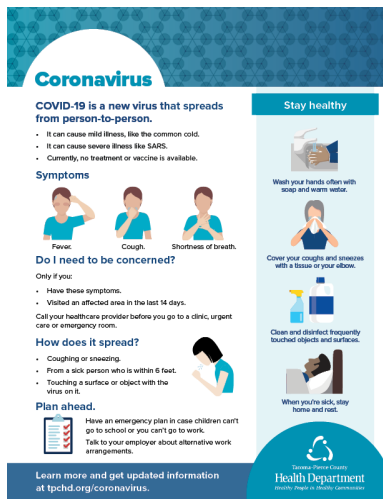 Coronavirus
COVID-19 is a new virus that spreads
from person-to-person.
• It can cause mild illness, like the common cold.
• It can cause severe illness like SARS.
• Currently, no treatment or vaccine is available.
Symptoms
Fever.
Cough.
Shortness of breath.
Do I need to be concerned?
Only if you:
• Have these symptoms.
• Visited an affected area in the last 14 days.
Call your healthcare provider before you go to a clinic, urgent
care or emergency room.
How does it spread?
• Coughing or sneezing.
• From a sick person who is within 6 feet.
• Touching a surface or object with the
virus on it.
Plan ahead.
Have an emergency plan in case children can't
go to school or you can't go to work.
Talk to your employer about alternative work
arrangements.
Learn more and get updated information
at tpchd.org/coronavirus.
Stay healthy
Wash your hands often with
soap and warm water.
Cover your coughs and sneezes
with a tissue or your elbow.
Clean and disinfect frequently
touched objects and surfaces.
When you're sick, stay
home and rest.
Tacoma-Pierce County
Health Department
Healthy People in Healthy Communities